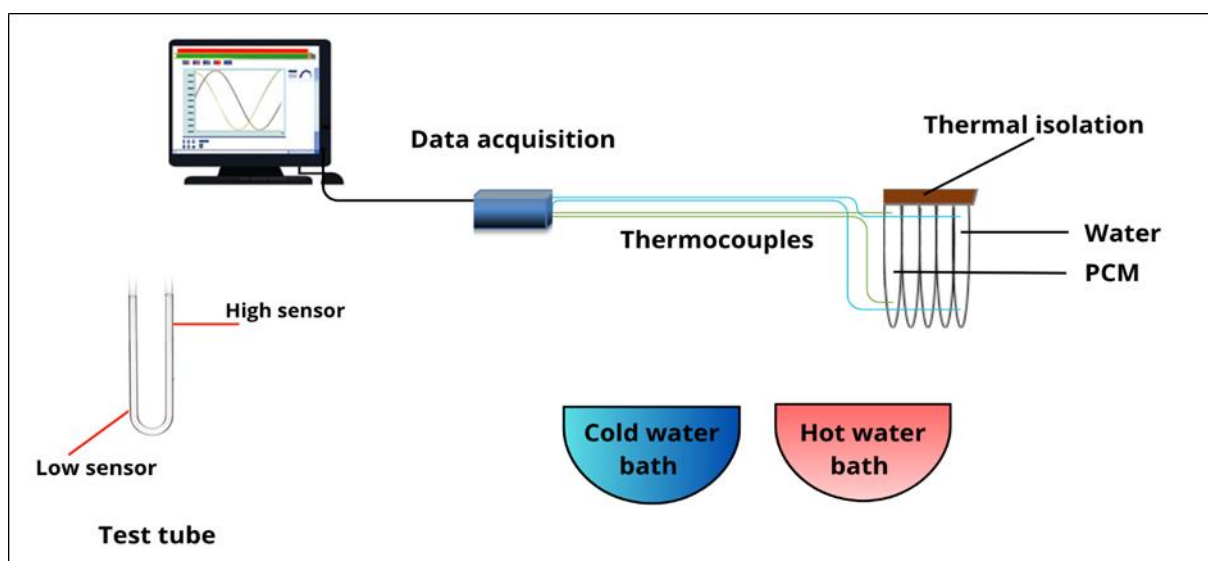 Data acquisition
Thermal isolation
Thermocouples
Water
PCM
High sensor
Low sensor
Test tube
Cold water
bath
Hot water
bath